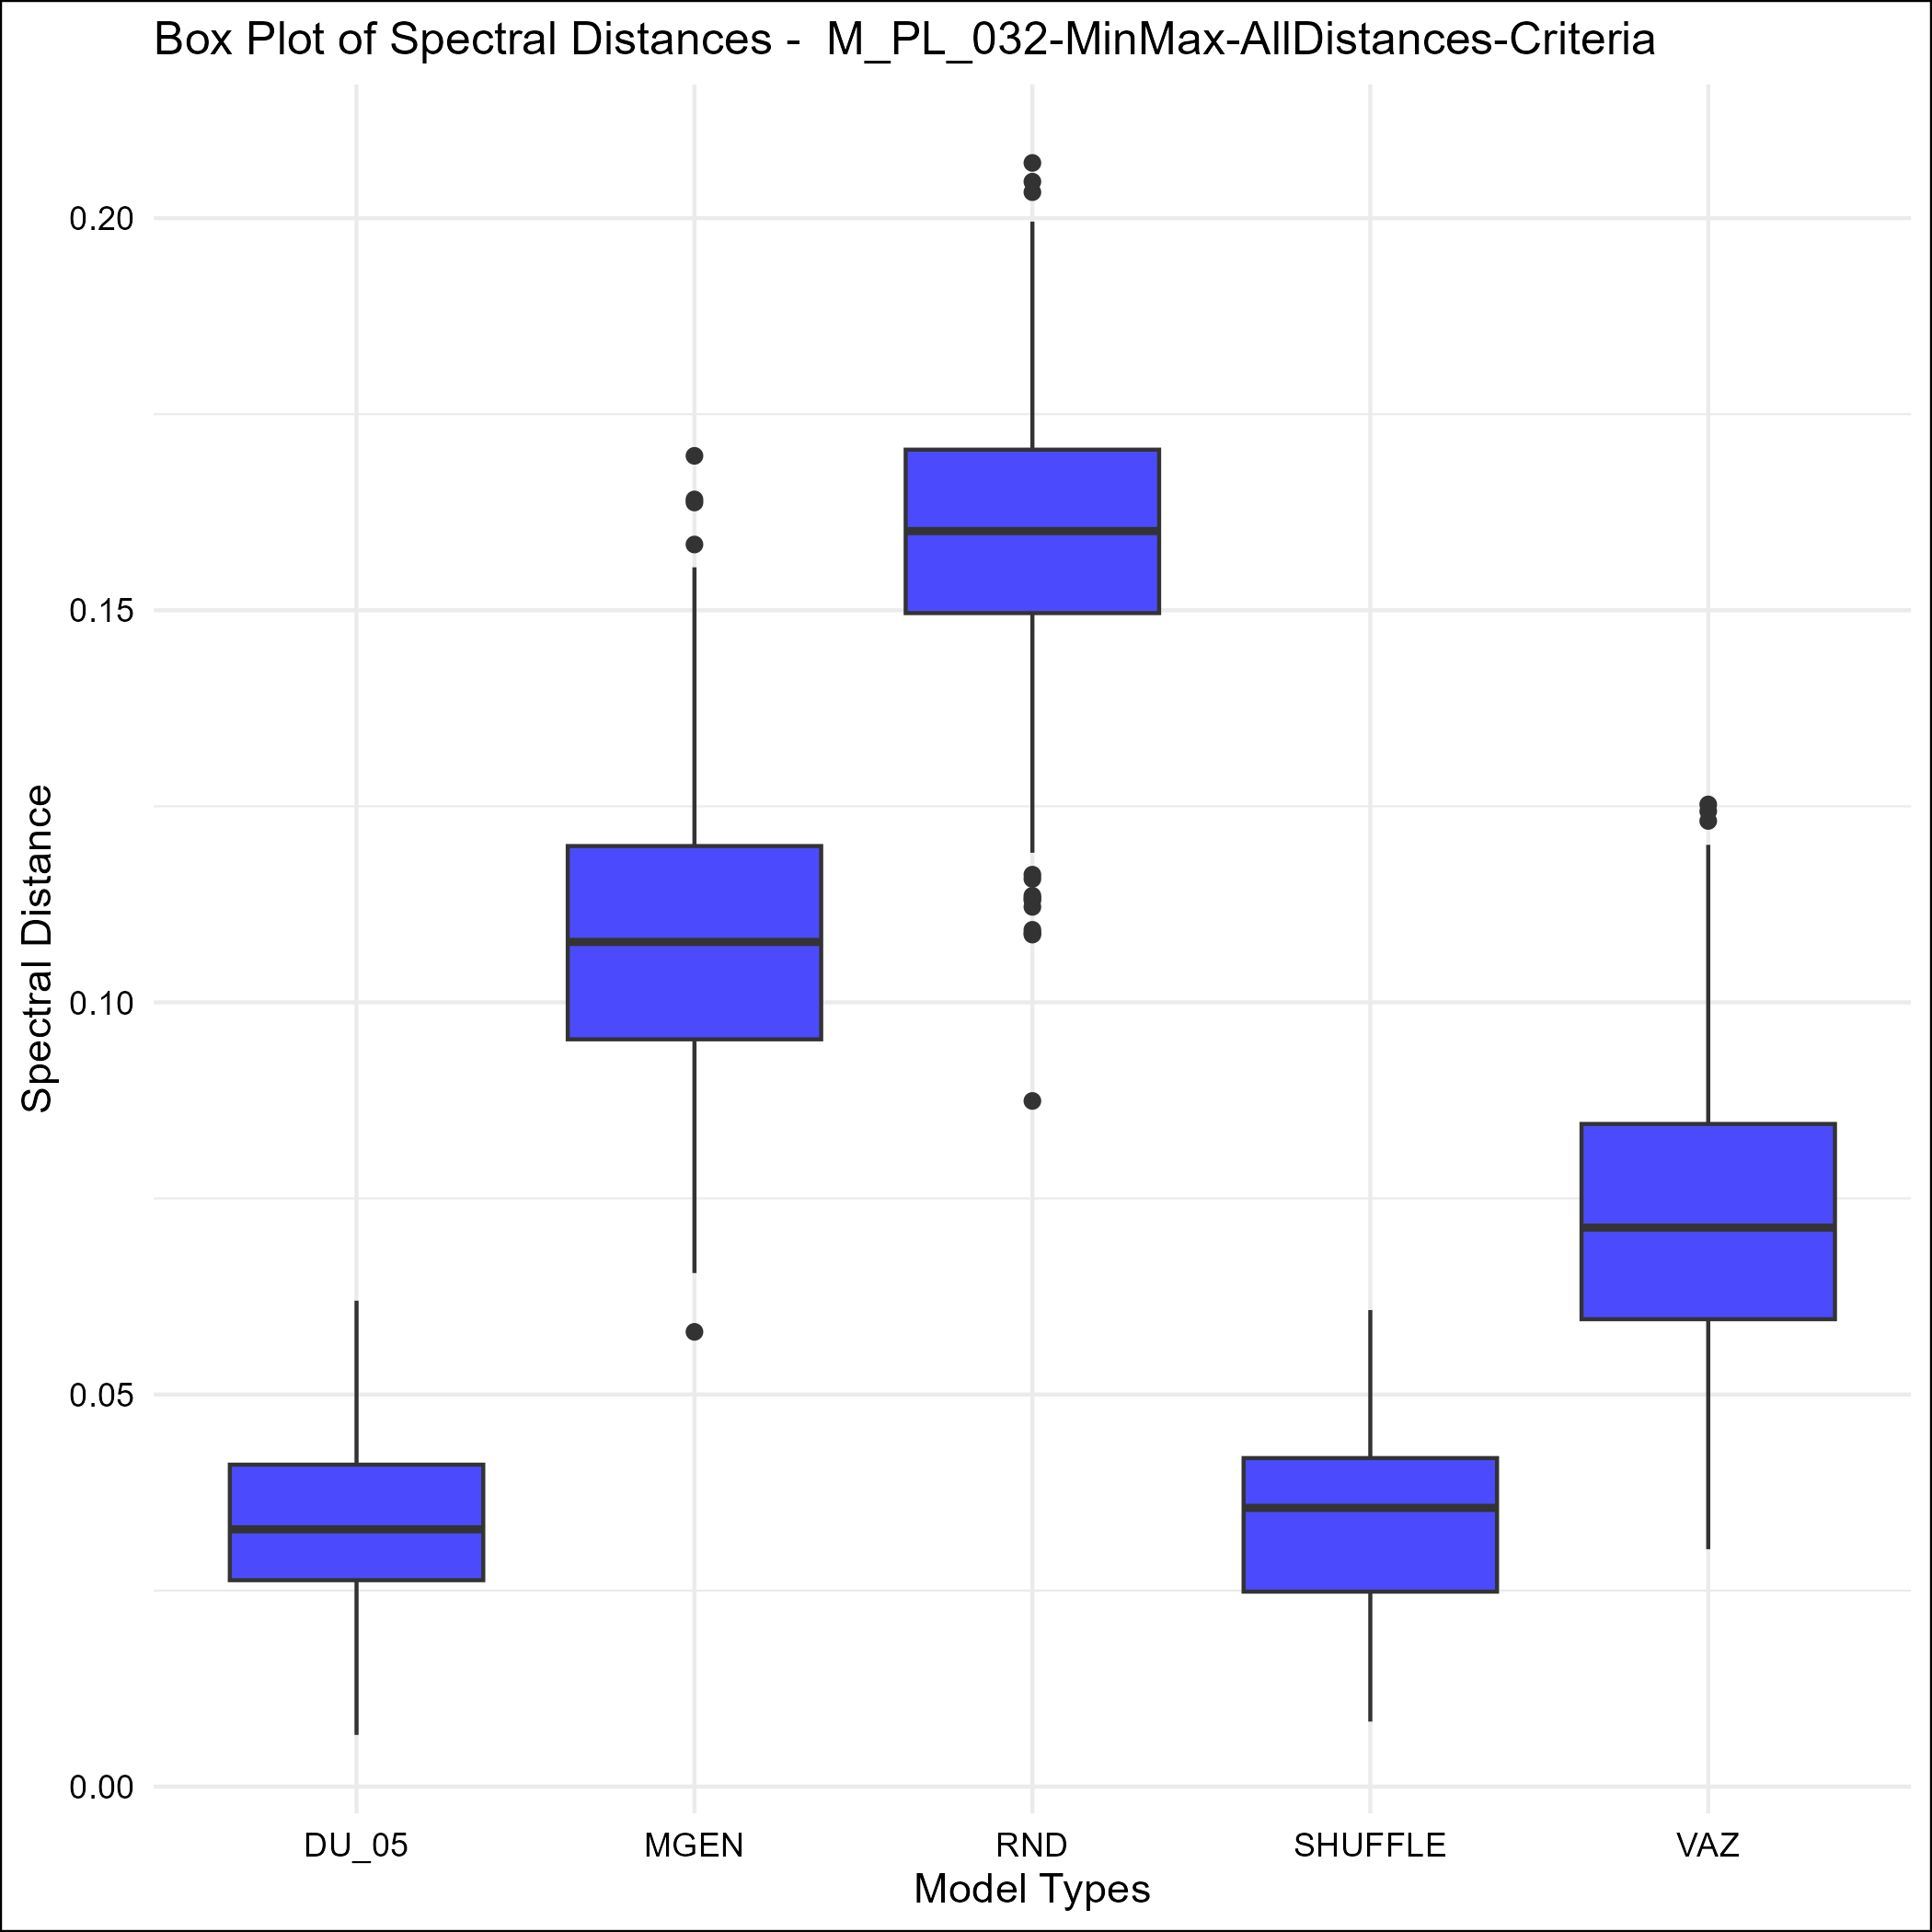 Box Plot of Spectral Distances -  M_PL_032-MinMax-AllDistances-Criteria
Spectral Distance
0.20
0.15
0.10
0.05
0.00
DU_05 MGEN RND SHUFFLE VAZ
Model Types